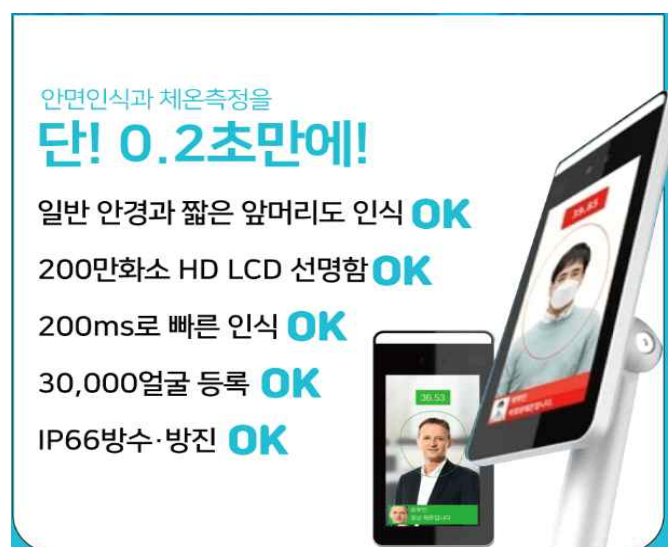 안면인식과 체온측정을
단! 0.2초만에!
일반 안경과 짧은 앞머리도 인식 OK
200만화소 HD LCD 선명함 OK
200ms로 빠른 인식 OK
30,000얼굴 등록 OK
IP66방수·방진 OK
39.85
36.53